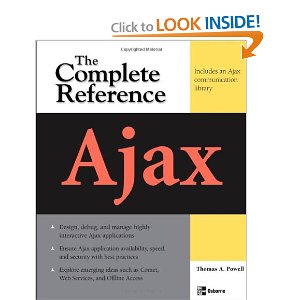 Click to LOOK INSIDE!
The
Complete
Reference
Includes an Ajax
communication
library
Ajax
Design, debug, and manage highly
interactive Ajax applications
Ensure Ajax application availability, speed,
and security with best practices
Explore emerging ideas such as Comet,
Web Services, and Offline Access
Thomas A. Powell
Osborne